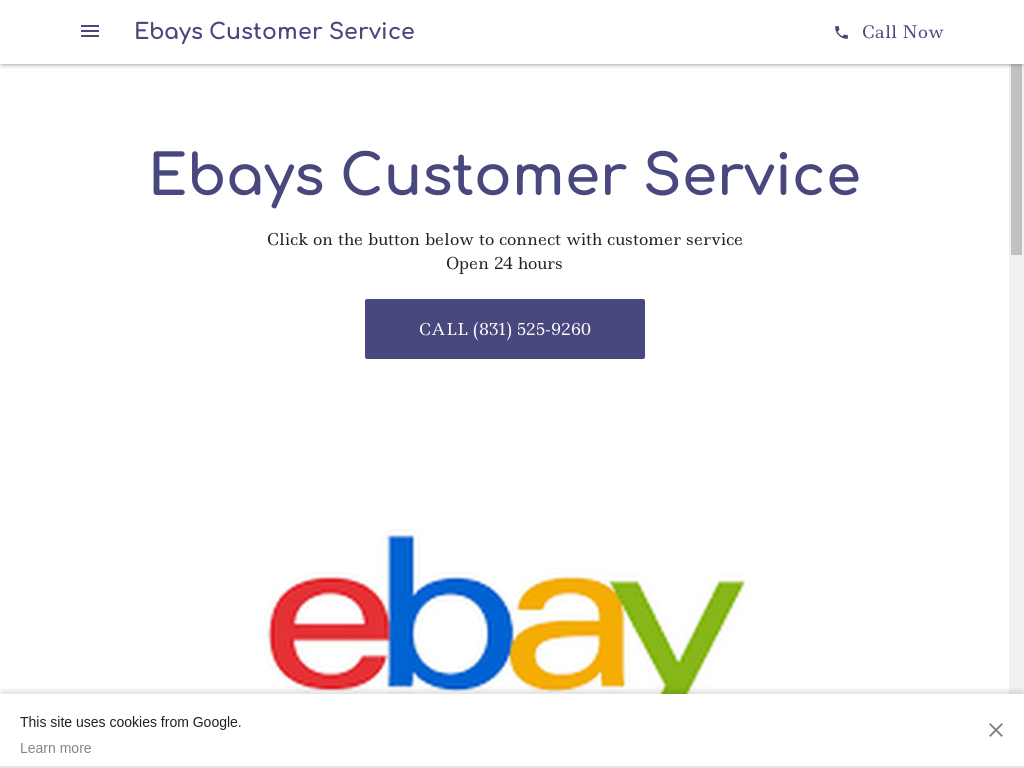 Ebays Customer Service
Call Now
Ebays Customer Service
Click on the button below to connect with customer service
Open 24 hours
CALL (831) 525-9260
ebay
This site uses cookies from Google.
Learn more